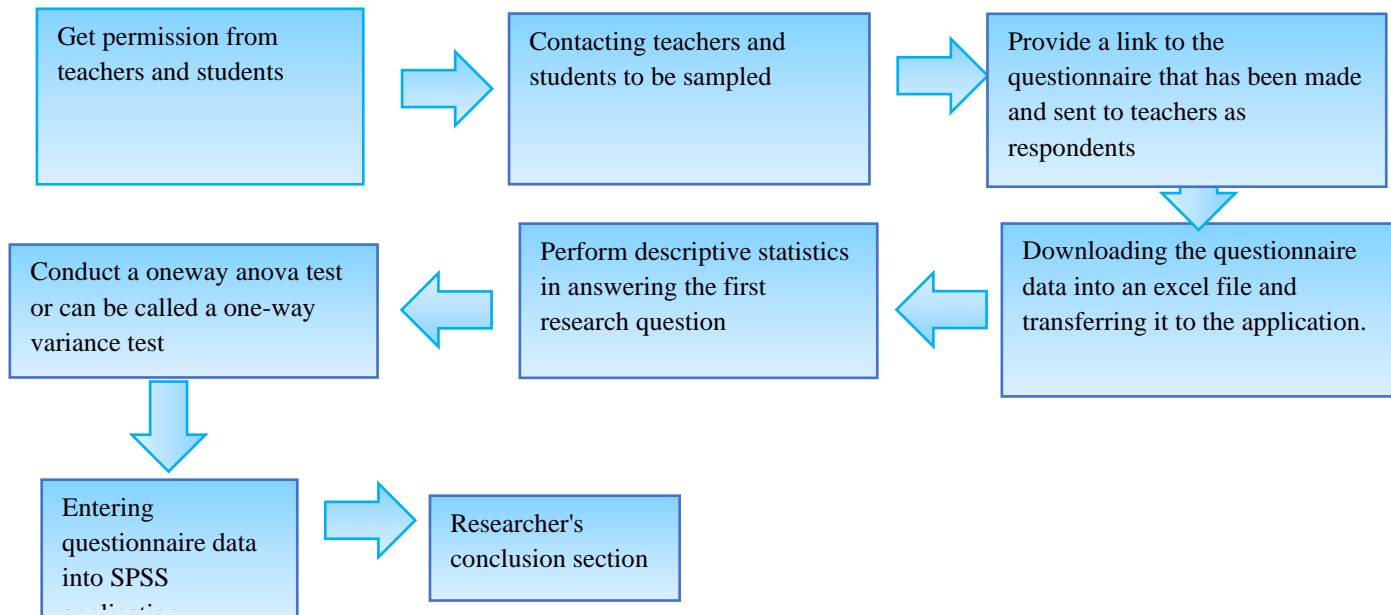 Get permission from
teachers and students
Contacting teachers and
students to be sampled
Provide a link to the
questionnaire that has been made
and sent to teachers as
respondents
Downloading the questionnaire
data into an excel file and
transferring it to the application.
Perform descriptive statistics
in answering the first
research question
Conduct a oneway anova test
or can be called a one-way
variance test
Entering
questionnaire data
into SPSS
Researcher's
conclusion section